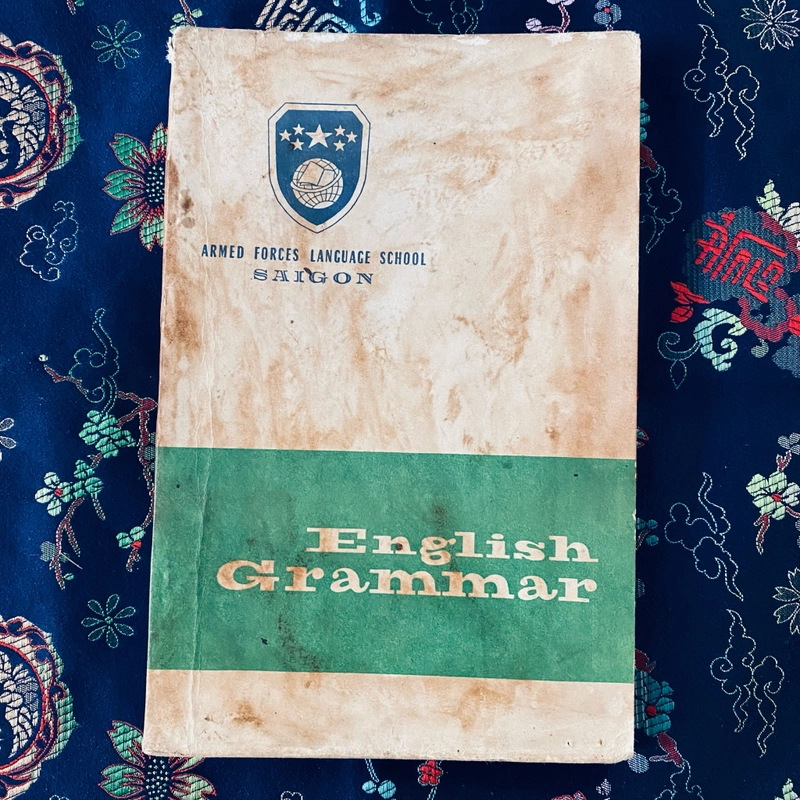 ARMED FORCES LANGUAGE SCHOOL
SAIGON
English
Grammar